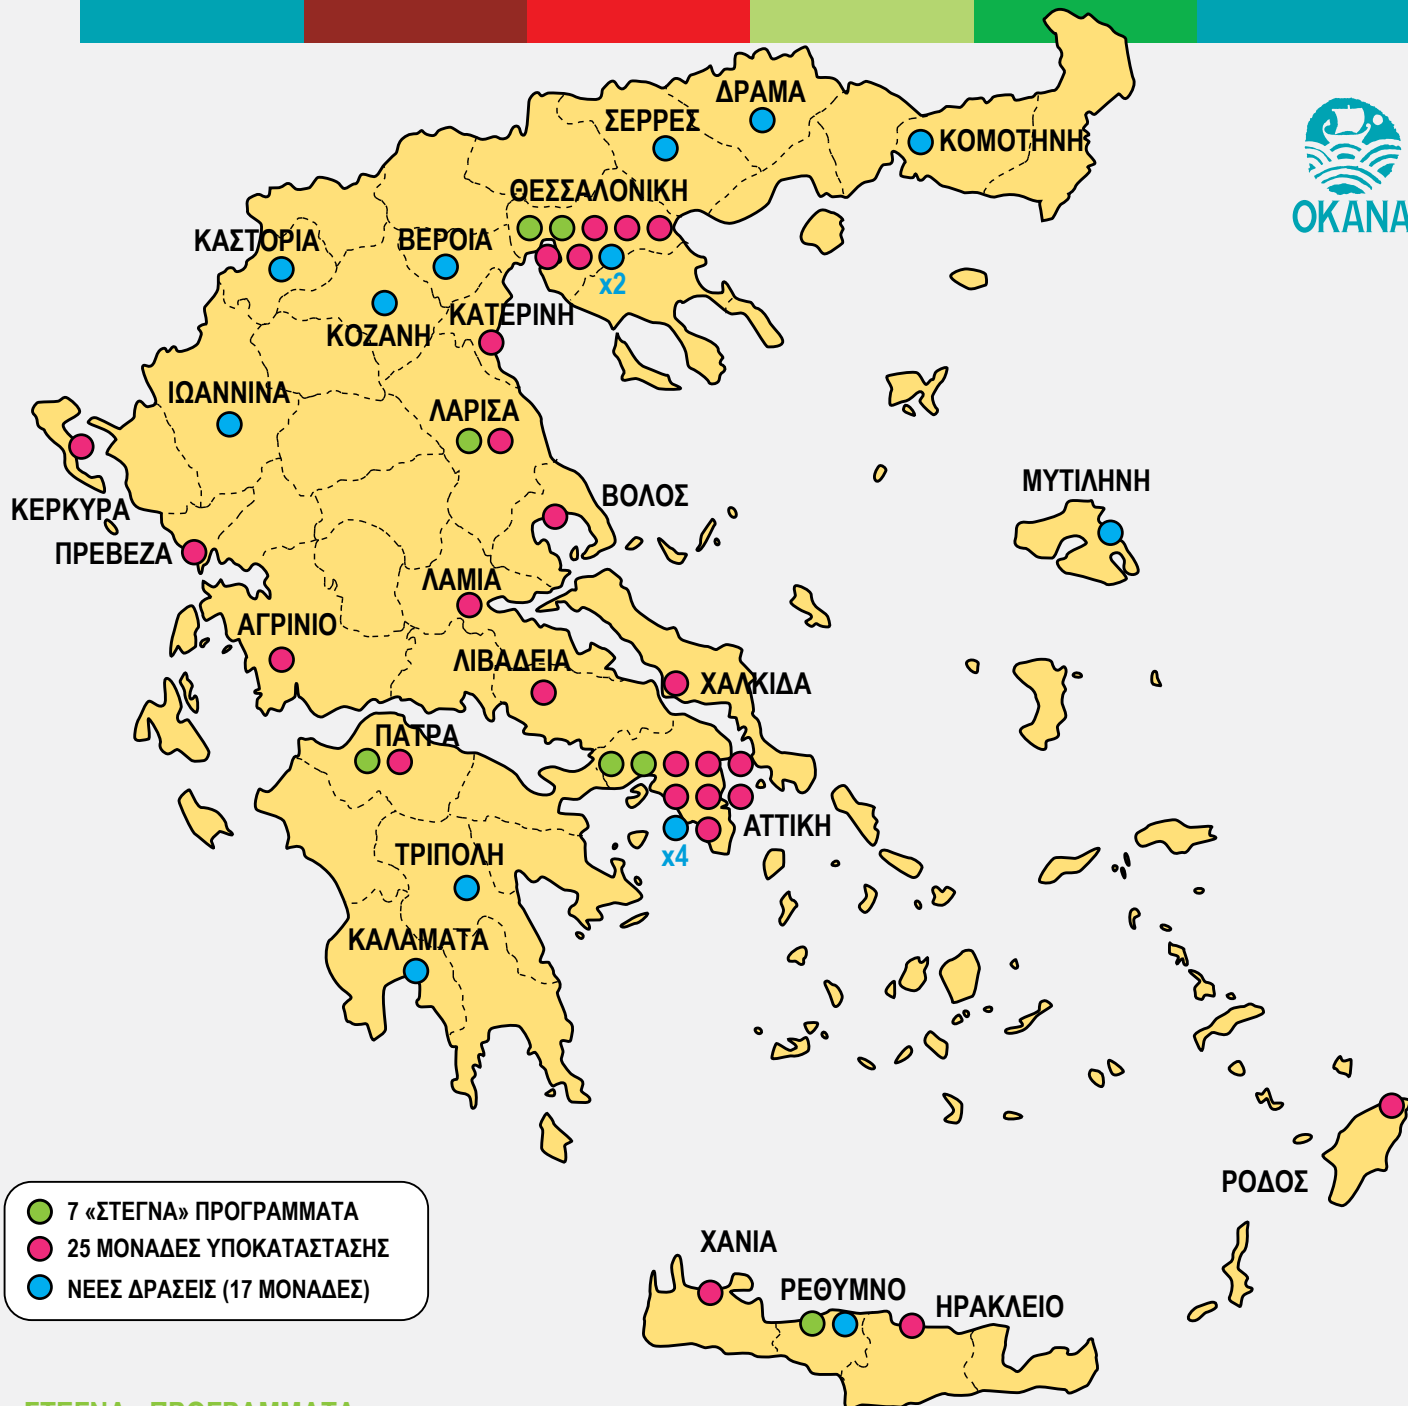 ΔΡΑΜΑ
ΣΕΡΡΕΣ
ΚΟΜΟΤΗΝΗ
ΟΚΑΝΑ
ΘΕΣΣΑΛΟΝΙΚΗ
x2
ΚΑΣΤΟΡΙΑ
ΒΕΡΟΙΑ
ΚΑΤΕΡΙΝΗ
ΚΟΖΑΝΗ
ΙΩΑΝΝΙΝΑ
ΛΑΡΙΣΑ
ΜΥΤΙΛΗΝΗ
ΒΟΛΟΣ
ΚΕΡΚΥΡΑ
ΠΡΕΒΕΖΑ
ΛΑΜΙΑ
ΑΓΡΙΝΙΟ
ΛΙΒΑΔΕΙΑ
ΧΑΛΚΙΔΑ
ΠΑΤΡΑ
ΑΤΤΙΚΗ
x4
ΤΡΙΠΟΛΗ
ΚΑΛΑΜΑΤΑ
ΡΟΔΟΣ
7 «ΣΤΕΓΝΑ» ΠΡΟΓΡΑΜΜΑΤΑ
25 ΜΟΝΑΔΕΣ ΥΠΟΚΑΤΑΣΤΑΣΗΣ
ΝΕΕΣ ΔΡΑΣΕΙΣ (17 ΜΟΝΑΔΕΣ)
ΧΑΝΙΑ
ΡΕΘΥΜΝΟ
ΗΡΑΚΛΕΙΟ